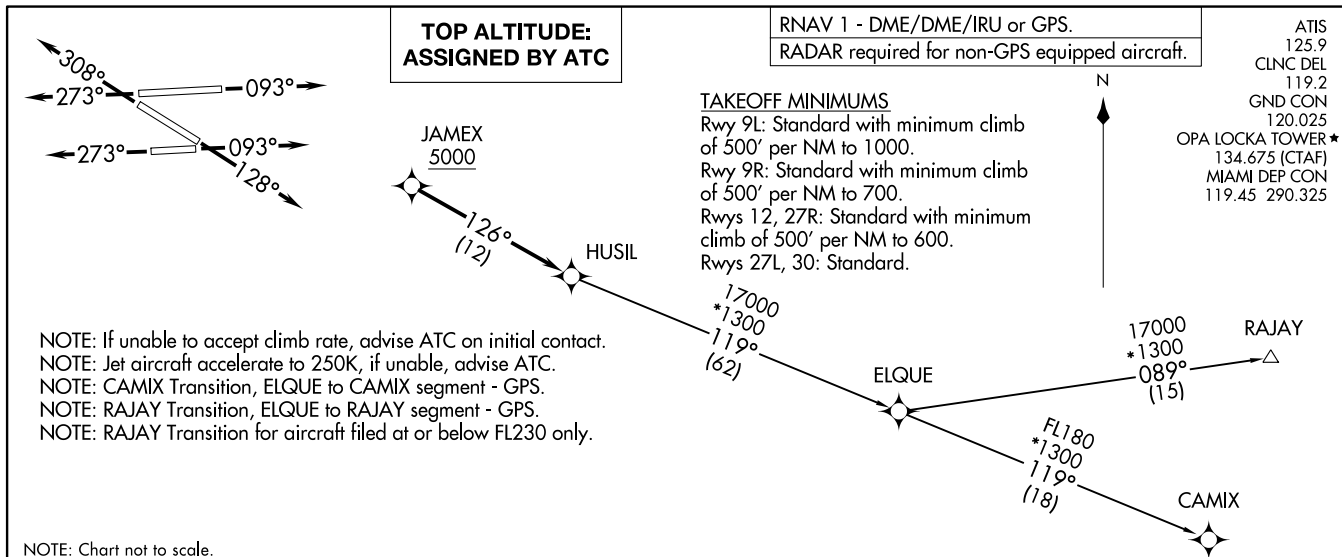 TOP ALTITUDE:
ASSIGNED BY ATC
RNAV 1 - DME/DME/IRU or GPS.
RADAR required for non-GPS equipped aircraft.
ATIS
125.9
CLNC DEL
119.2
GND CON
120.025
OPA LOCKA TOWER★
134.675 (CTAF)
MIAMI DEP CON
119.45 290.325
308°
273°
093°
273°
093°
128°
N
TAKEOFF MINIMUMS
Rwy 9L: Standard with minimum climb
of 500' per NM to 1000.
Rwy 9R: Standard with minimum climb
of 500' per NM to 700.
Rwys 12, 27R: Standard with minimum
climb of 500' per NM to 600.
Rwys 27L, 30: Standard.
JAMEX
5000
126°
(12)
HUSIL
17000
*1300
119°
(62)
ELQUE
17000
*1300
089°
(15)
RAJAY
FL180
*1300
119°
(18)
CAMIX
NOTE: If unable to accept climb rate, advise ATC on initial contact.
NOTE: Jet aircraft accelerate to 250K, if unable, advise ATC.
NOTE: CAMIX Transition, ELQUE to CAMIX segment - GPS.
NOTE: RAJAY Transition, ELQUE to RAJAY segment - GPS.
NOTE: RAJAY Transition for aircraft filed at or below FL230 only.
NOTE: Chart not to scale.